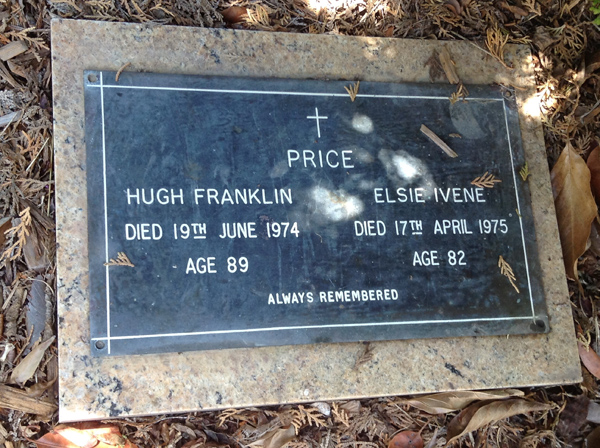 PRICE
HUGH FRANKLIN ELSIE IVENE
DIED 19TH JUNE 1974 DIED 17TH APRIL 1975
AGE 89 AGE 82
ALWAYS REMEMBERED